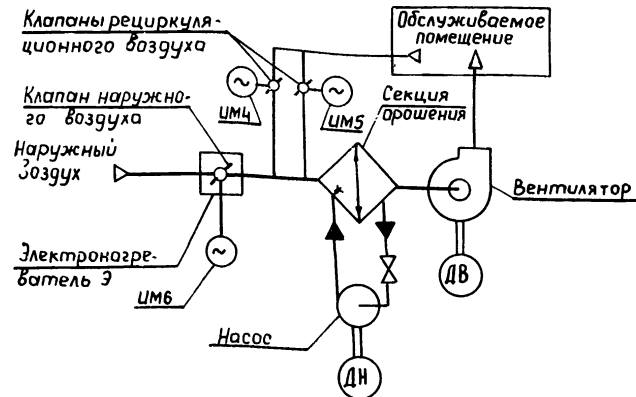 Клапаны рециркуля-
ционного воздуха
Обслуживаемое
помещение
Клапан наружно-
го воздуха
ИМ4
ИМ5
Секция
орошения
Наружный
Воздух
Вентилятор
Электронагре-
ватель Э
ИМ6
ДВ
Насос
ДН